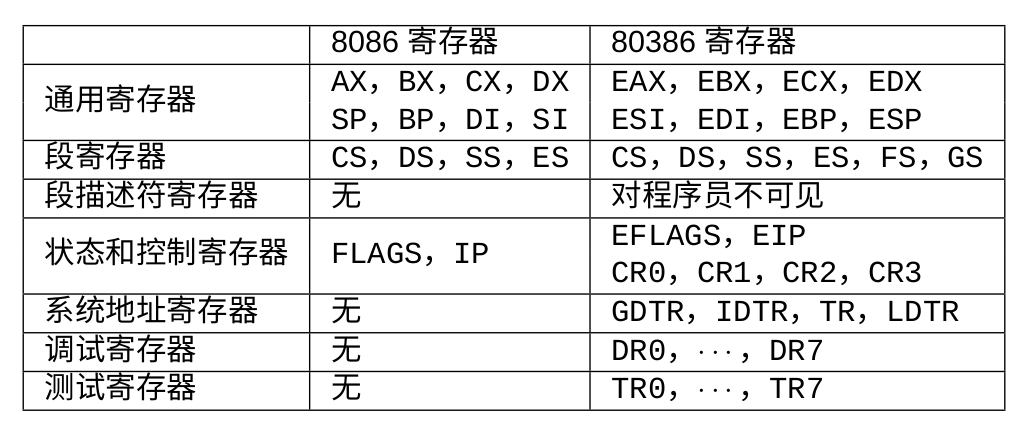 8086 寄存器 80386 寄存器
通用寄存器 AX，BX，CX，DX EAX，EBX，ECX，EDX
SP，BP，DI，SI ESI，EDI，EBP，ESP
段寄存器 CS，DS，SS，ES CS，DS，SS，ES，FS，GS
段描述符寄存器 无 对程序员不可见
状态和控制寄存器 FLAGS，IP EFLAGS，EIP
CR0，CR1，CR2，CR3
系统地址寄存器 无 GDTR，IDTR，TR，LDTR
调试寄存器 无 DR0，···，DR7
测试寄存器 无 TR0，···，TR7